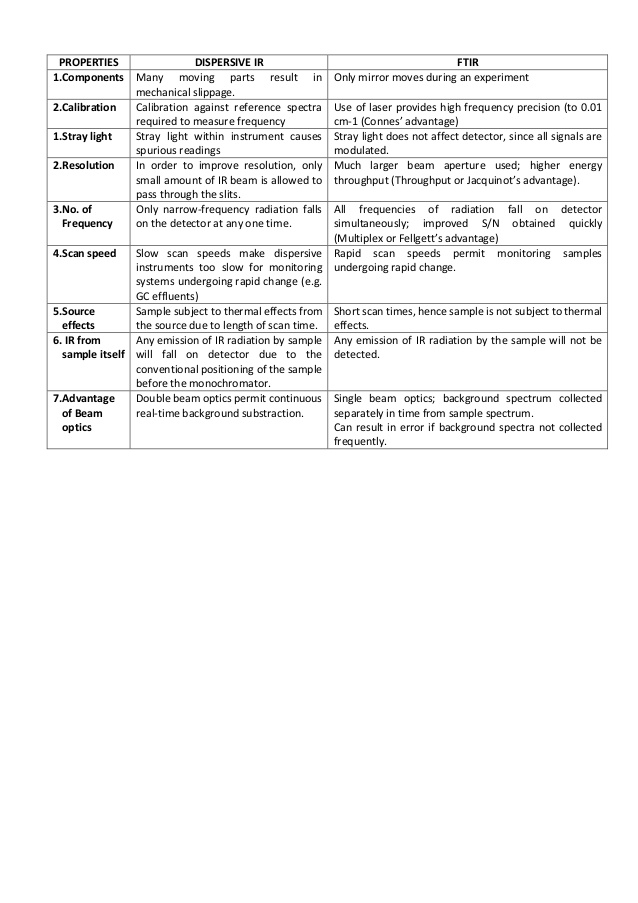 PROPERTIES DISPERSIVE IR FTIR
1.Components Many moving parts result in Only mirror moves during an experiment
mechanical slippage.
2.Calibration Calibration against reference spectra Use of laser provides high frequency precision (to 0.01
required to measure frequency cm-1 (Connes’ advantage)
1.Stray light Stray light within instrument causes Stray light does not affect detector, since all signals are
spurious readings modulated.
2.Resolution In order to improve resolution, only Much larger beam aperture used; higher energy
small amount of IR beam is allowed to throughput (Throughput or Jacquinot’s advantage).
pass through the slits.
3.No. of Only narrow-frequency radiation falls All frequencies of radiation fall on detector
Frequency on the detector at any one time. simultaneously; improved S/N obtained quickly
(Multiplex or Fellgett’s advantage)
4.Scan speed Slow scan speeds make dispersive Rapid scan speeds permit monitoring samples
instruments too slow for monitoring undergoing rapid change.
systems undergoing rapid change (e.g.
GC effluents)
5.Source Sample subject to thermal effects from Short scan times, hence sample is not subject to thermal
effects the source due to length of scan time. effects.
6. IR from Any emission of IR radiation by sample Any emission of IR radiation by the sample will not be
sample itself will fall on detector due to the detected.
conventional positioning of the sample
before the monochromator.
7.Advantage Double beam optics permit continuous Single beam optics; background spectrum collected
of Beam real-time background substraction. separately in time from sample spectrum.
optics Can result in error if background spectra not collected
frequently.